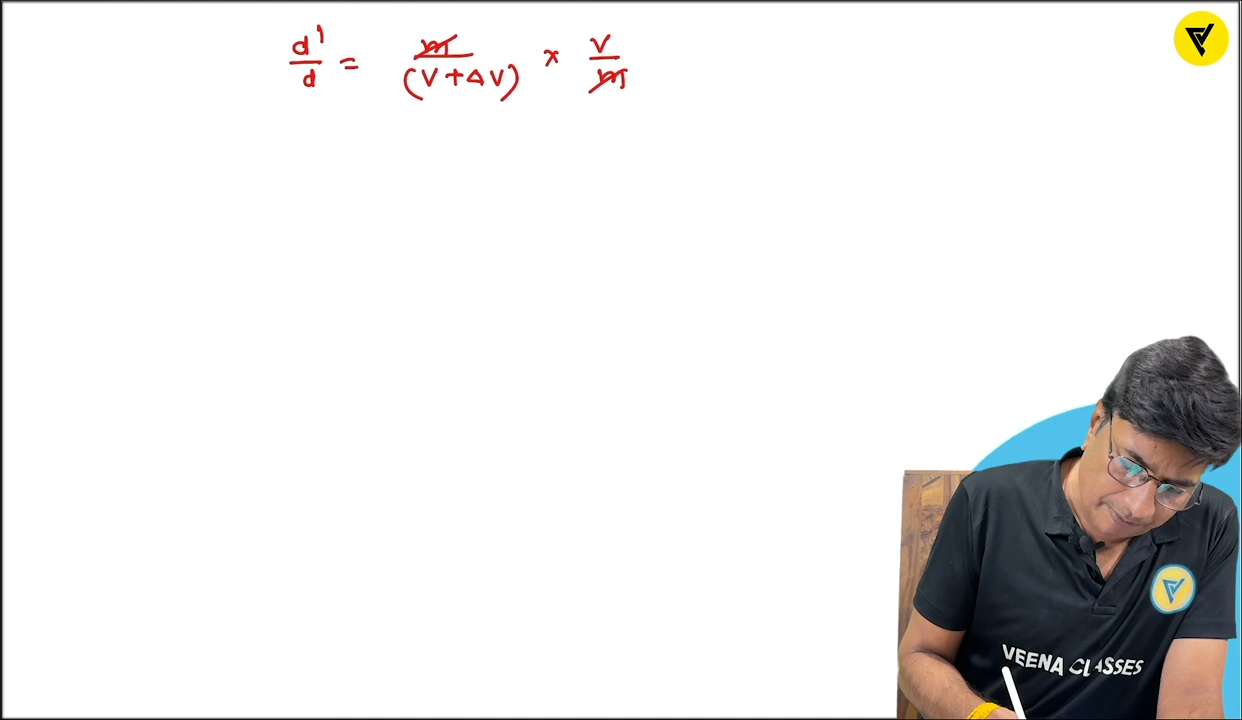 d'/d = m/(V+ΔV) × V/m
VEENA CLASSES